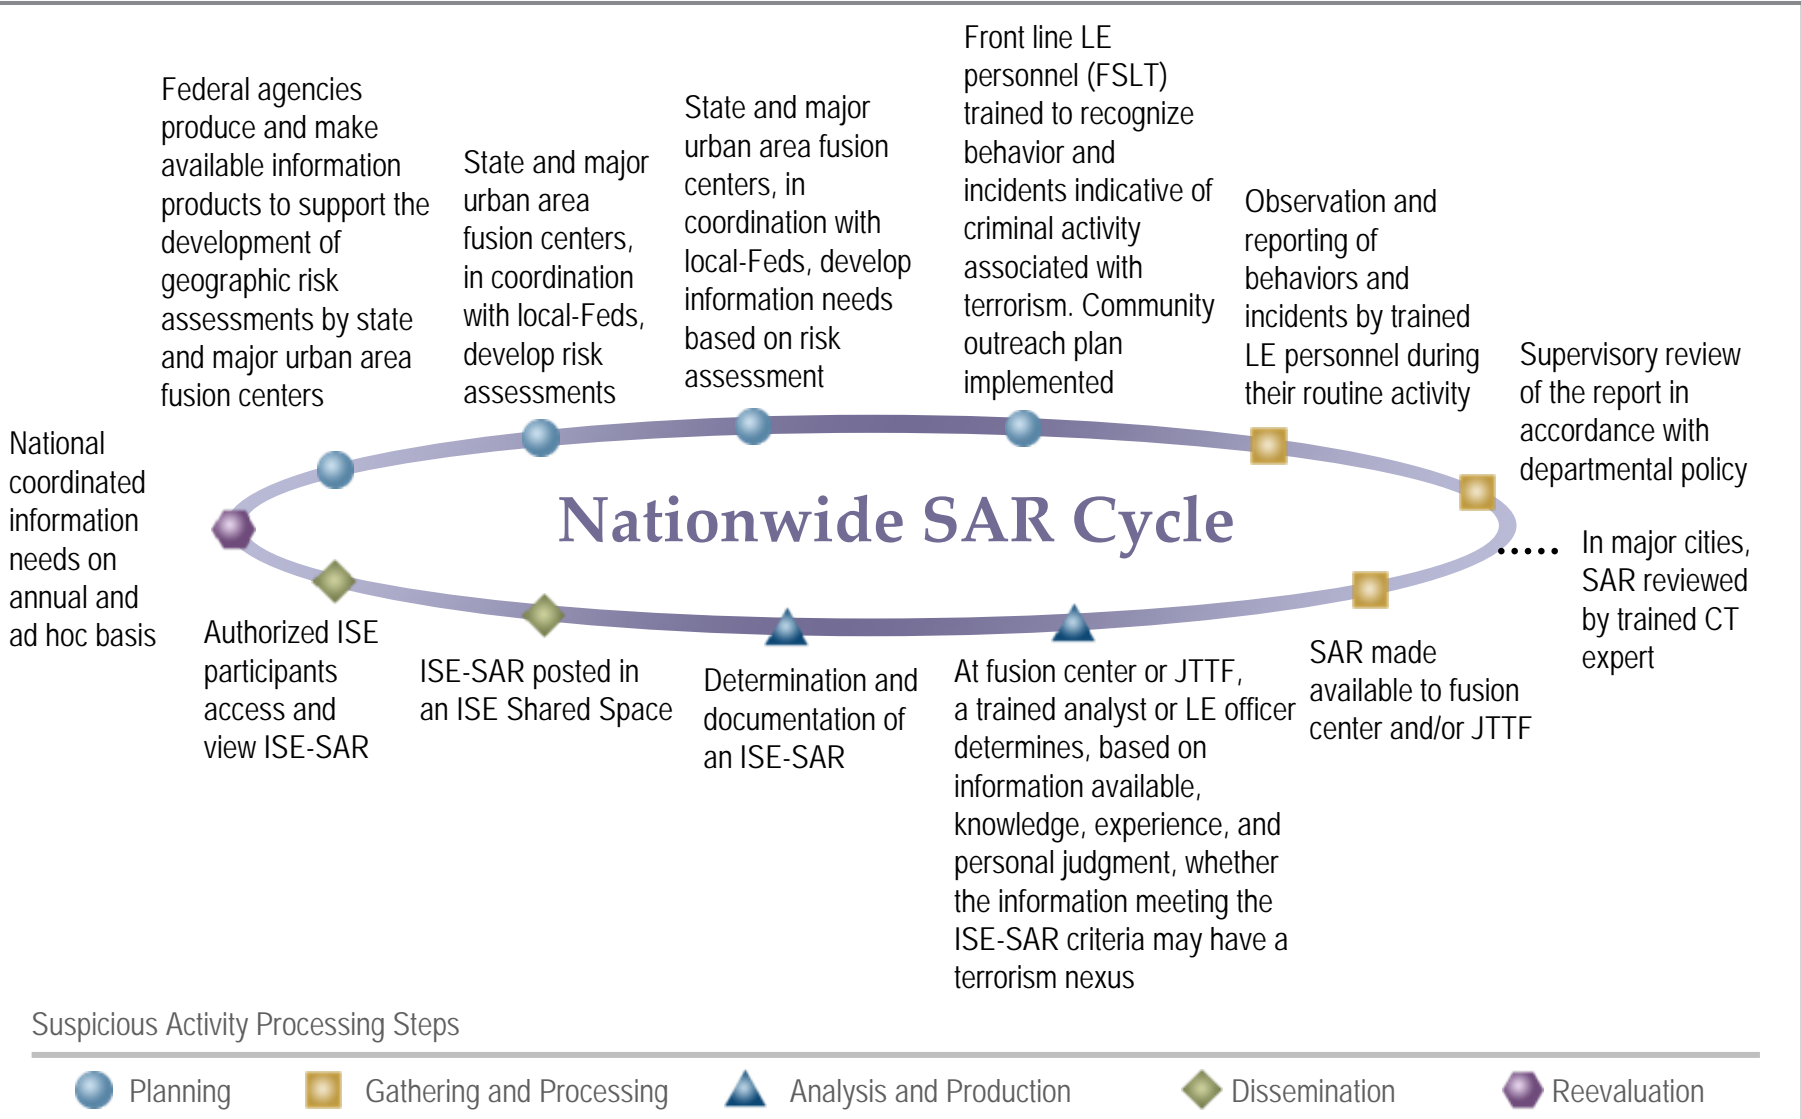 Federal agencies
produce and make
available information
products to support the
development of
geographic risk
assessments by state
and major urban area
fusion centers
State and major
urban area
fusion centers,
in coordination
with local-Feds,
develop risk
assessments
State and major
urban area fusion
centers, in
coordination with
local-Feds, develop
information needs
based on risk
assessment
Front line LE
personnel (FSLT)
trained to recognize
behavior and
incidents indicative of
criminal activity
associated with
terrorism. Community
outreach plan
implemented
Observation and
reporting of
behaviors and
incidents by trained
LE personnel during
their routine activity
Supervisory review
of the report in
accordance with
departmental policy
In major cities,
SAR reviewed
by trained CT
expert
Nationwide SAR Cycle
National
coordinated
information
needs on
annual and
ad hoc basis
Authorized ISE
participants
access and
view ISE-SAR
ISE-SAR posted in
an ISE Shared Space
Determination and
documentation of
an ISE-SAR
At fusion center or JTTF,
a trained analyst or LE officer
determines, based on
information available,
knowledge, experience, and
personal judgment, whether
the information meeting the
ISE-SAR criteria may have a
terrorism nexus
SAR made
available to fusion
center and/or JTTF
Suspicious Activity Processing Steps
Planning
Gathering and Processing
Analysis and Production
Dissemination
Reevaluation